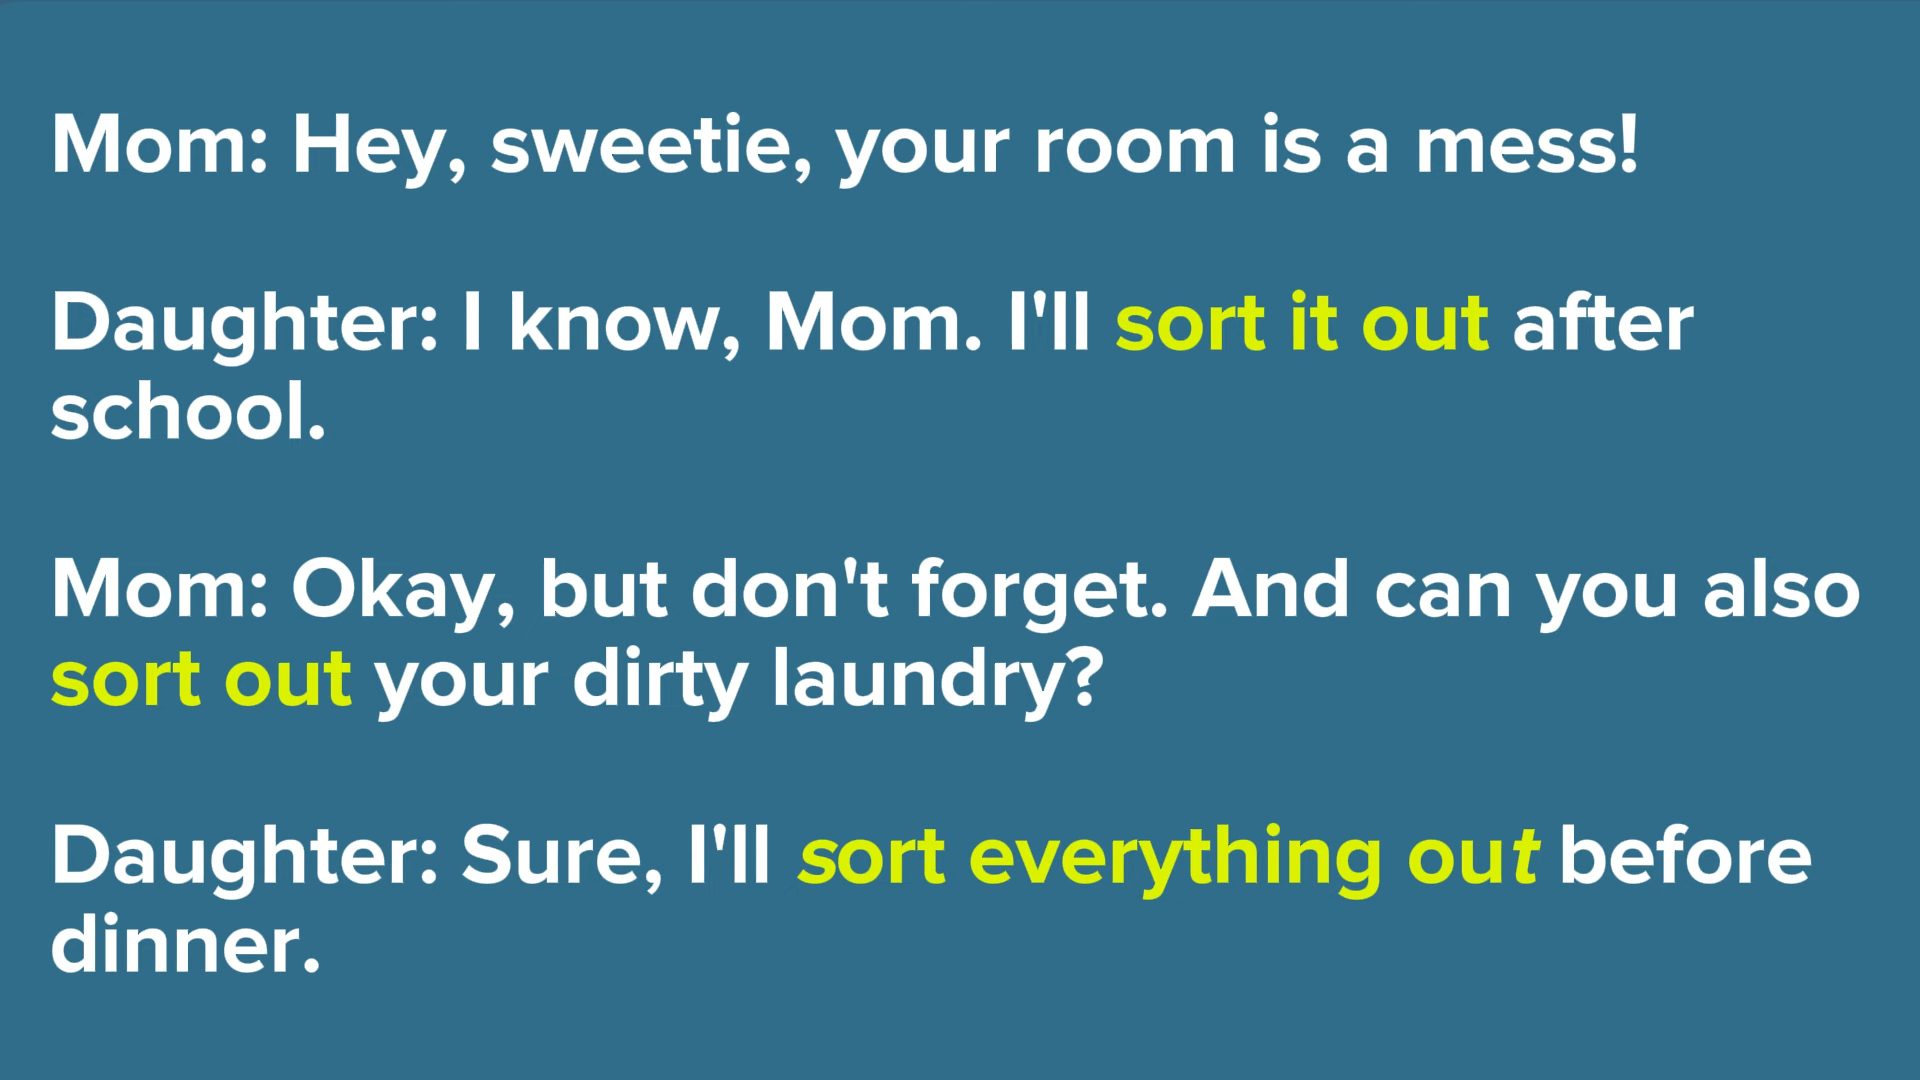 Mom: Hey, sweetie, your room is a mess!
Daughter: I know, Mom. I'll sort it out after
school.
Mom: Okay, but don't forget. And can you also
sort out your dirty laundry?
Daughter: Sure, I'll sort everything out before
dinner.